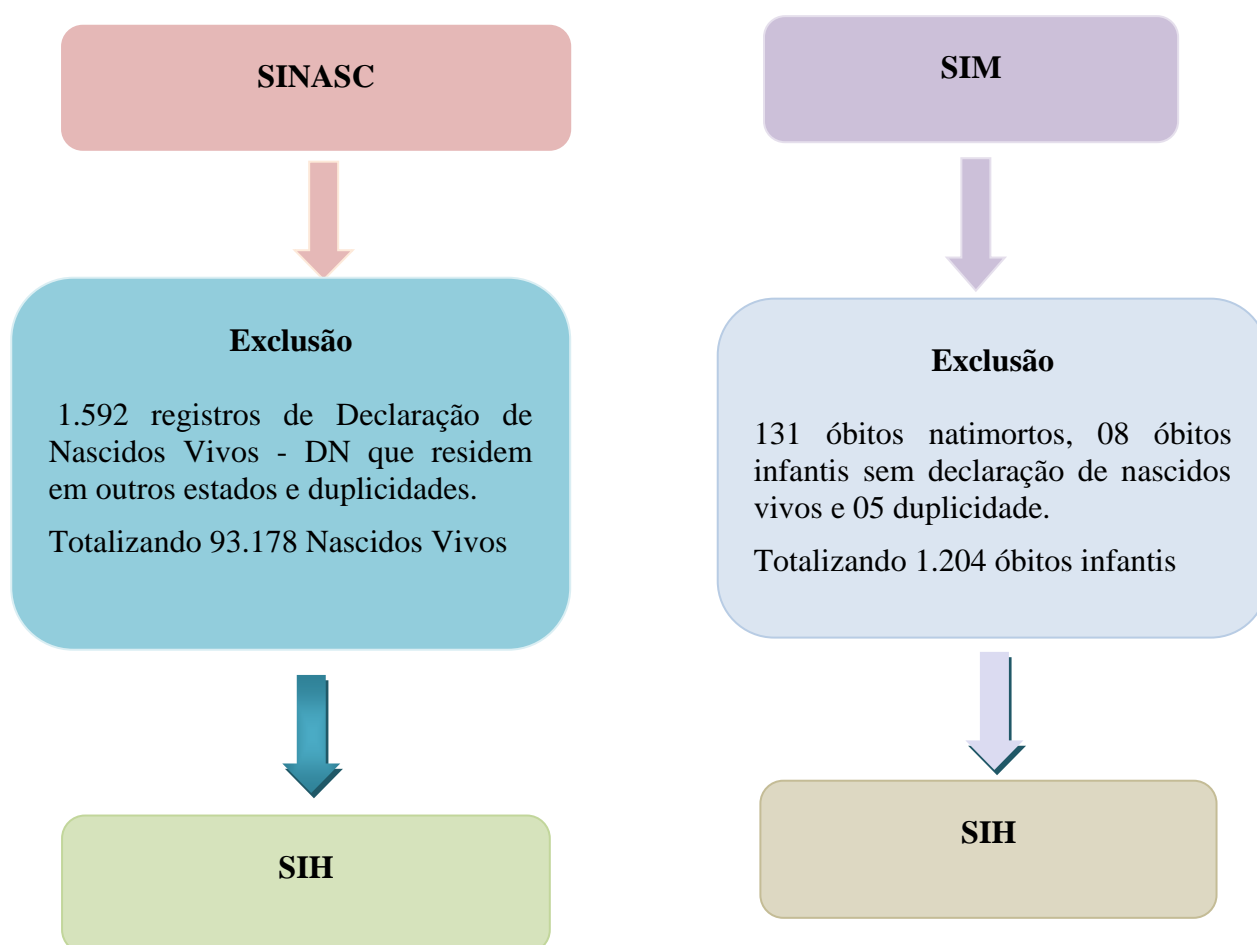 SINASC
Exclusão
1.592 registros de Declaração de
Nascidos Vivos - DN que residem
em outros estados e duplicidades.
Totalizando 93.178 Nascidos Vivos
SIH
SIM
Exclusão
131 óbitos natimortos, 08 óbitos
infantis sem declaração de nascidos
vivos e 05 duplicidade.
Totalizando 1.204 óbitos infantis
SIH